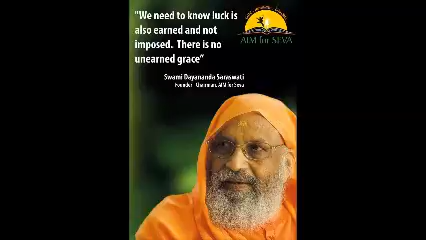 "We need to know luck is
also earned and not
imposed. There is no
unearned grace"
Swami Dayananda Saraswati
Founder Chairman, AIM for Seva
AIM for SEVA